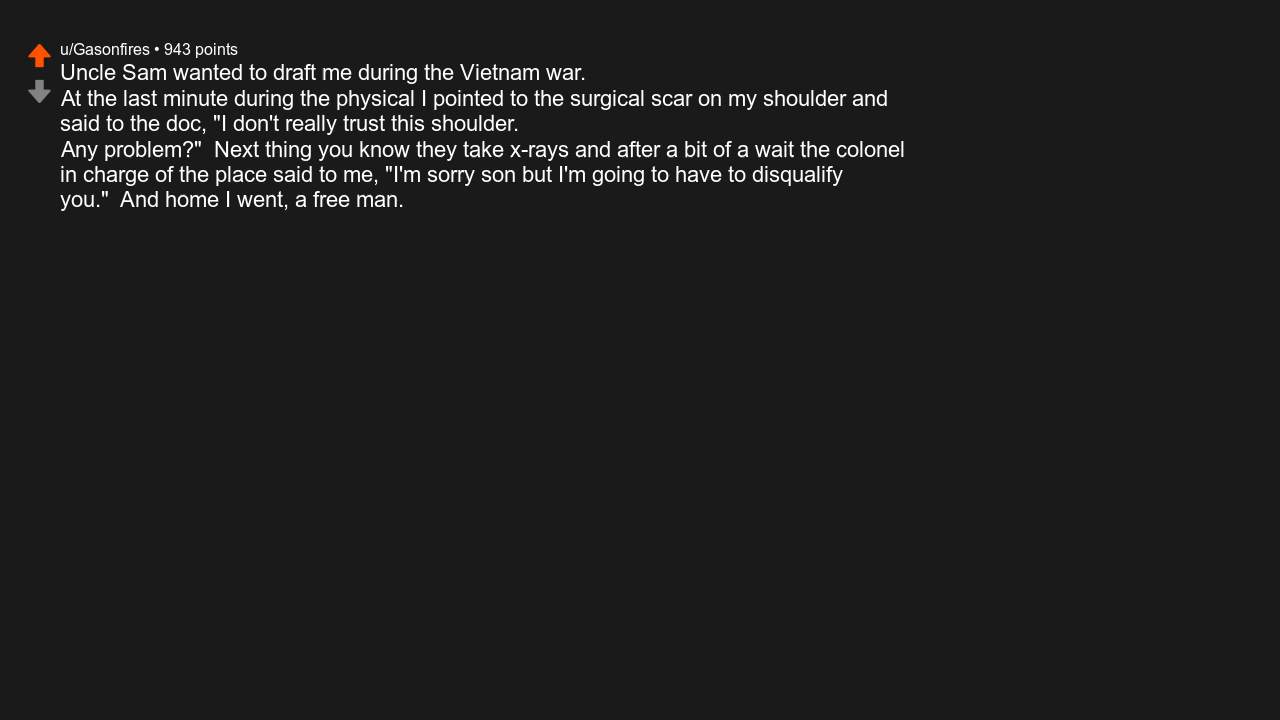 u/Gasonfires • 943 points
Uncle Sam wanted to draft me during the Vietnam war.
At the last minute during the physical I pointed to the surgical scar on my shoulder and
said to the doc, "I don't really trust this shoulder.
Any problem?"  Next thing you know they take x-rays and after a bit of a wait the colonel
in charge of the place said to me, "I'm sorry son but I'm going to have to disqualify
you."  And home I went, a free man.